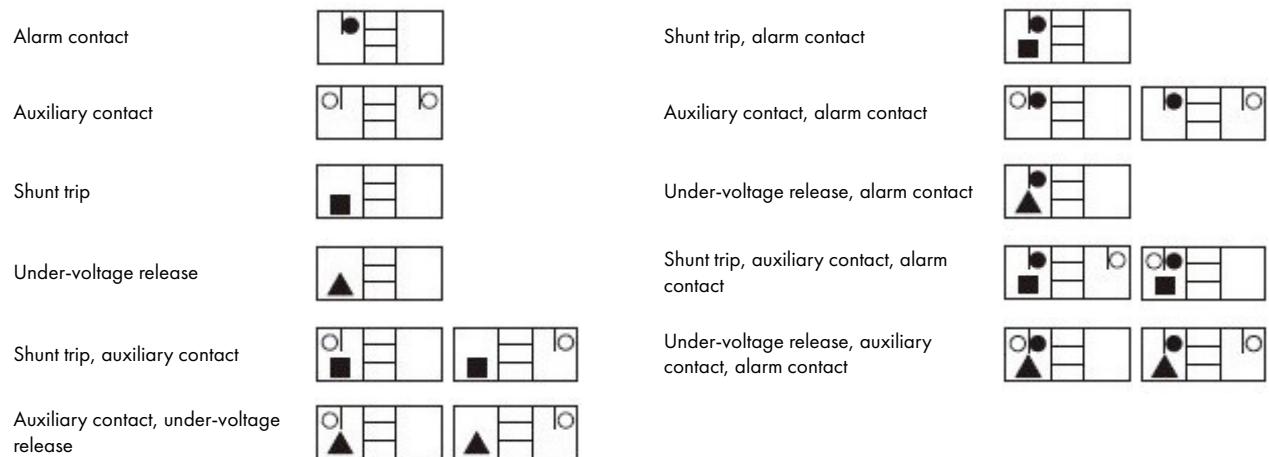 Alarm contact
Auxiliary contact
Shunt trip
Under-voltage release
Shunt trip, auxiliary contact
Auxiliary contact, under-voltage
release
Shunt trip, alarm contact
Auxiliary contact, alarm contact
Under-voltage release, alarm contact
Shunt trip, auxiliary contact, alarm
contact
Under-voltage release, auxiliary
contact, alarm contact